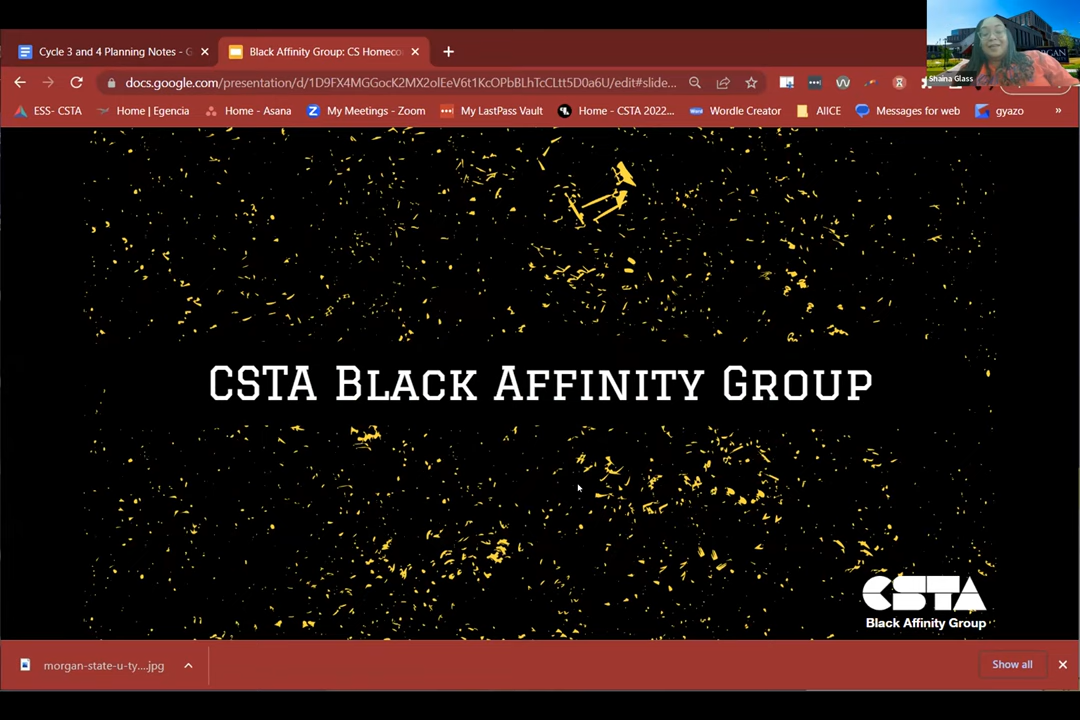 Cycle 3 and 4 Planning Notes - G
Black Affinity Group: CS Homeco
docs.google.com/presentation/d/1D9FX4MGGocK2MX2olEeV6t1KcOPbBLhTcCLtt5D0a6U/edit#slide...
Shaina Glass
ESS- CSTA
Home | Egencia
Home - Asana
My Meetings - Zoom
My LastPass Vault
Home - CSTA 2022...
Wordle Creator
AllCE
Messages for web
gyazo
»
CSTA Black Affinity Group
CSTA
Black Affinity Group
morgan-state-u-ty....jpg
Show all